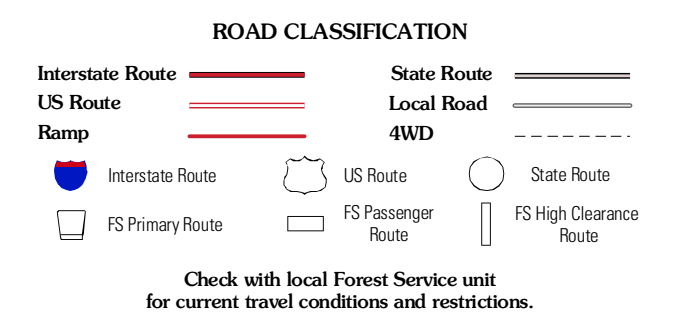 ROAD CLASSIFICATION
Interstate Route
State Route
US Route
Local Road
Ramp
4WD
Interstate Route
US Route
State Route
FS Primary Route
FS Passenger
Route
FS High Clearance
Route
Check with local Forest Service unit
for current travel conditions and restrictions.